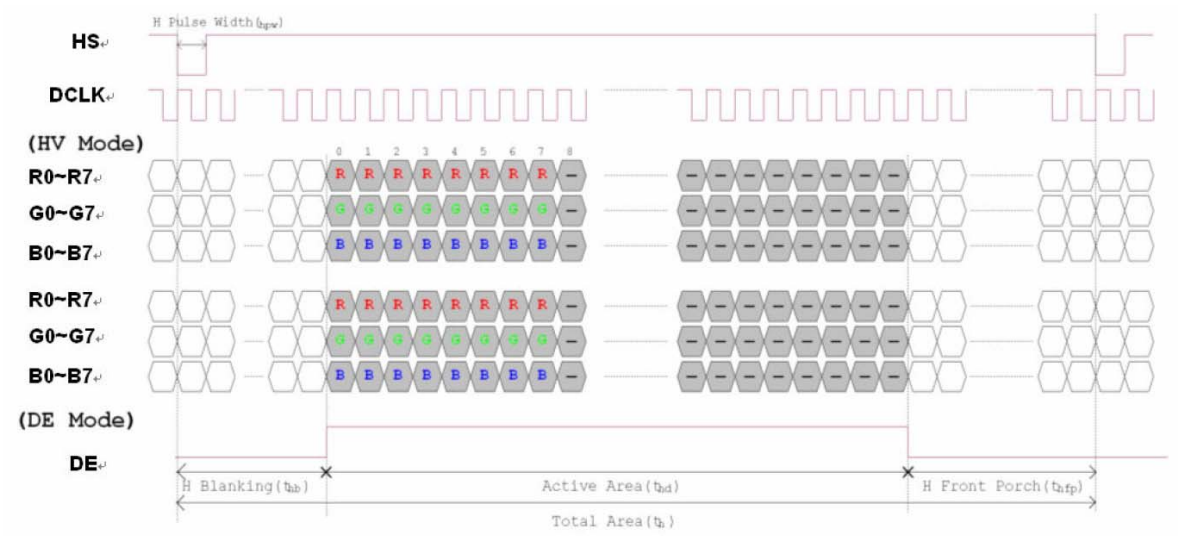 H Pulse Width(thpw)
HS
DCLK
(HV Mode)
0 1 2 3 4 5 6 7 8
R0~R7 R R R R R R R R - - - - - - - - -
G0~G7 G G G G G G G G - - - - - - - - -
B0~B7 B B B B B B B B - - - - - - - - -
R0~R7 R R R R R R R R - - - - - - - - -
G0~G7 G G G G G G G G - - - - - - - - -
B0~B7 B B B B B B B B - - - - - - - - -
(DE Mode)
DE
H Blanking(thb) Active Area(thd) H Front Porch(thfp)
Total Area(th)